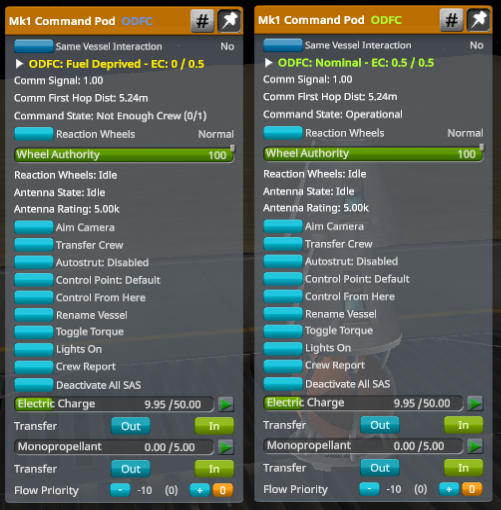 Mk1 Command Pod ODFC #
Same Vessel Interaction No
ODFC: Fuel Deprived - EC: 0 / 0.5
Comm Signal: 1.00
Comm First Hop Dist: 5.24m
Command State: Not Enough Crew (0/1)
Reaction Wheels Normal
Wheel Authority 100
Reaction Wheels: Idle
Antenna State: Idle
Antenna Rating: 5.00k
Aim Camera
Transfer Crew
Autostrut: Disabled
Control Point: Default
Control From Here
Rename Vessel
Toggle Torque
Lights On
Crew Report
Deactivate All SAS
Electric Charge 9.95 /50.00
Transfer Out In
Monopropellant 0.00 /5.00
Transfer Out In
Flow Priority - -10 (0) + 0
Mk1 Command Pod ODFC #
Same Vessel Interaction No
ODFC: Nominal - EC: 0.5 / 0.5
Comm Signal: 1.00
Comm First Hop Dist: 5.24m
Command State: Operational
Reaction Wheels Normal
Wheel Authority 100
Reaction Wheels: Idle
Antenna State: Idle
Antenna Rating: 5.00k
Aim Camera
Transfer Crew
Autostrut: Disabled
Control Point: Default
Control From Here
Rename Vessel
Toggle Torque
Lights On
Crew Report
Deactivate All SAS
Electric Charge 9.95 /50.00
Transfer Out In
Monopropellant 0.00 /5.00
Transfer Out In
Flow Priority - -10 (0) + 0